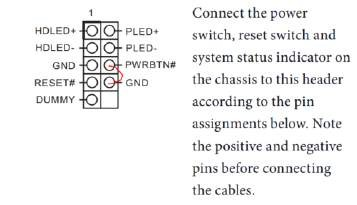 1
HDLED+ PLED+
HDLED- PLED-
GND PWRBTN#
RESET# GND
DUMMY
Connect the power
switch, reset switch and
system status indicator on
the chassis to this header
according to the pin
assignments below. Note
the positive and negative
pins before connecting
the cables.